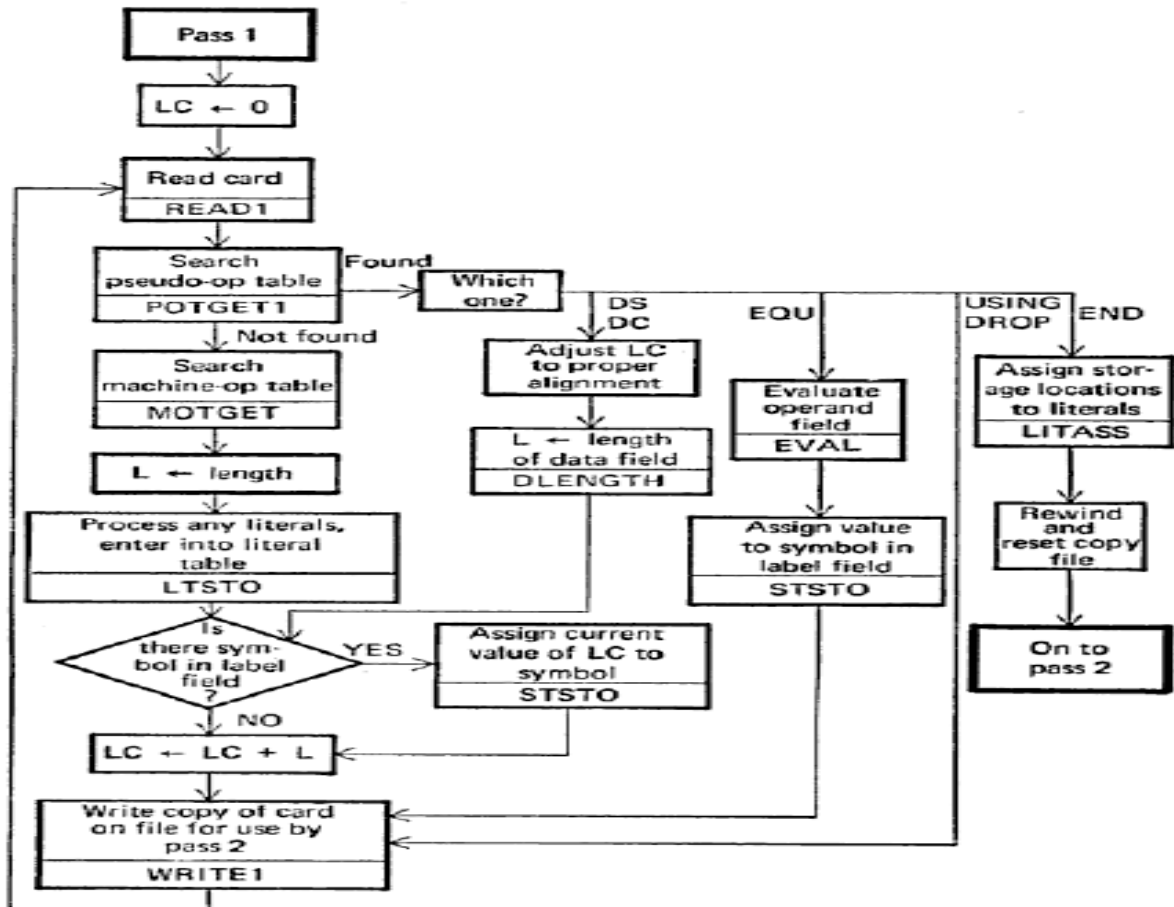 Pass 1
LC ← 0
Read card
READ1
Search
pseudo-op table
POTGET1
Found
Which
one?
Not found
Search
machine-op table
MOTGET
L ← length
Process any literals,
enter into literal
table
LTSTO
Is
there sym-
bol in label
field
?
YES
NO
Assign current
value of LC to
symbol
STSTO
LC ← LC + L
Write copy of card
on file for use by
pass 2
WRITE1
DS
DC
Adjust LC
to proper
alignment
L ← length
of data field
DLENGTH
EQU
Evaluate
operand
field
EVAL
Assign value
to symbol in
label field
STSTO
USING
DROP
END
Assign stor-
age locations
to literals
LITASS
Rewind
and
reset copy
file
On to
pass 2